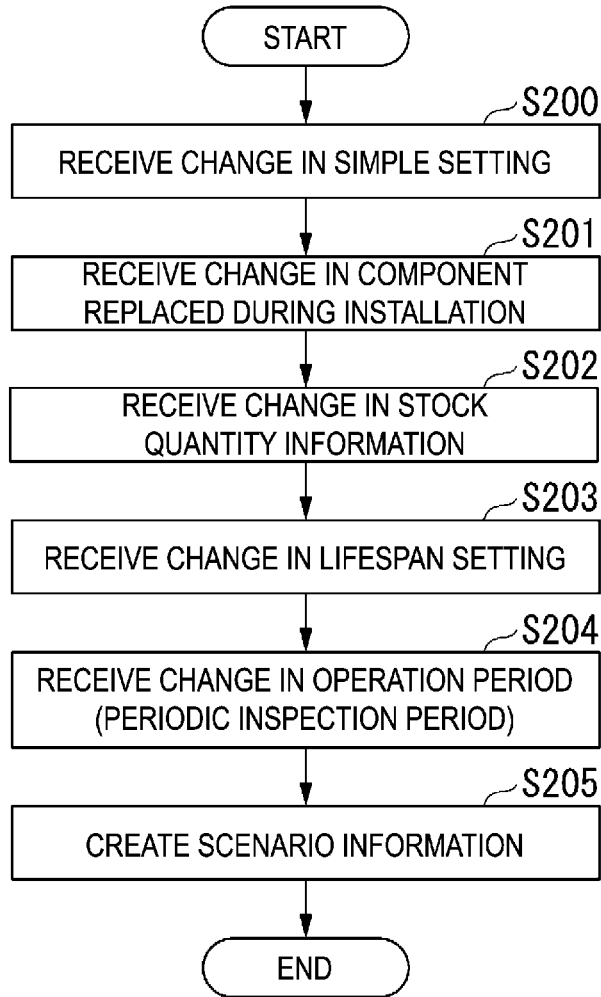 START
S200
RECEIVE CHANGE IN SIMPLE SETTING
S201
RECEIVE CHANGE IN COMPONENT
REPLACED DURING INSTALLATION
S202
RECEIVE CHANGE IN STOCK
QUANTITY INFORMATION
S203
RECEIVE CHANGE IN LIFESPAN SETTING
S204
RECEIVE CHANGE IN OPERATION PERIOD
(PERIODIC INSPECTION PERIOD)
S205
CREATE SCENARIO INFORMATION
END